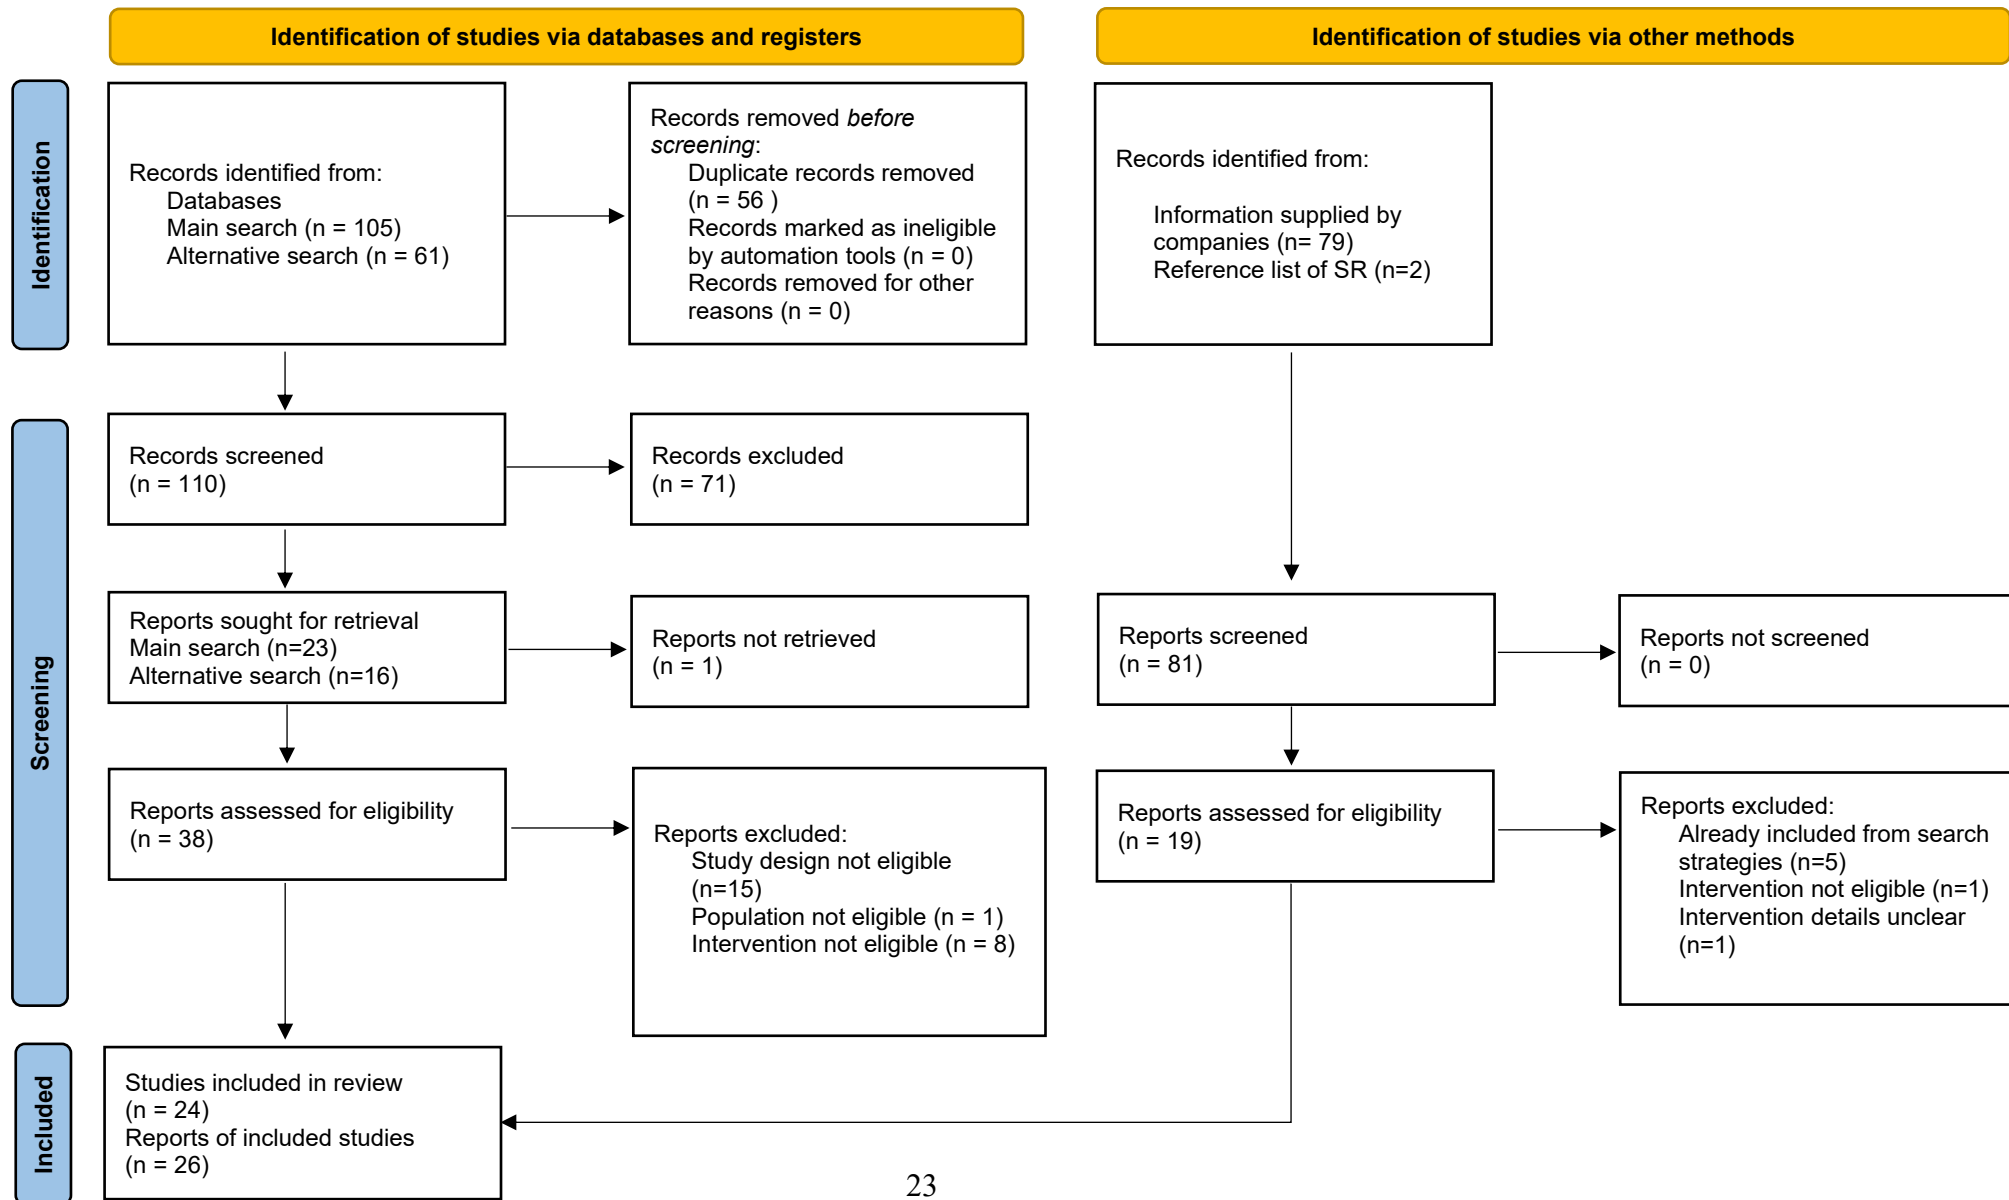 Identification of studies via databases and registers
Identification of studies via other methods
Identification
Records identified from:
Databases
Main search (n = 105)
Alternative search (n = 61)
Records removed before
screening:
Duplicate records removed
(n = 56 )
Records marked as ineligible
by automation tools (n = 0)
Records removed for other
reasons (n = 0)
Records identified from:
Information supplied by
companies (n= 79)
Reference list of SR (n=2)
Screening
Records screened
(n = 110)
Records excluded
(n = 71)
Reports sought for retrieval
Main search (n=23)
Alternative search (n=16)
Reports not retrieved
(n = 1)
Reports screened
(n = 81)
Reports not screened
(n = 0)
Reports assessed for eligibility
(n = 38)
Reports excluded:
Study design not eligible
(n=15)
Population not eligible (n = 1)
Intervention not eligible (n = 8)
Reports assessed for eligibility
(n = 19)
Reports excluded:
Already included from search
strategies (n=5)
Intervention not eligible (n=1)
Intervention details unclear
(n=1)
Included
Studies included in review
(n = 24)
Reports of included studies
(n = 26)
23